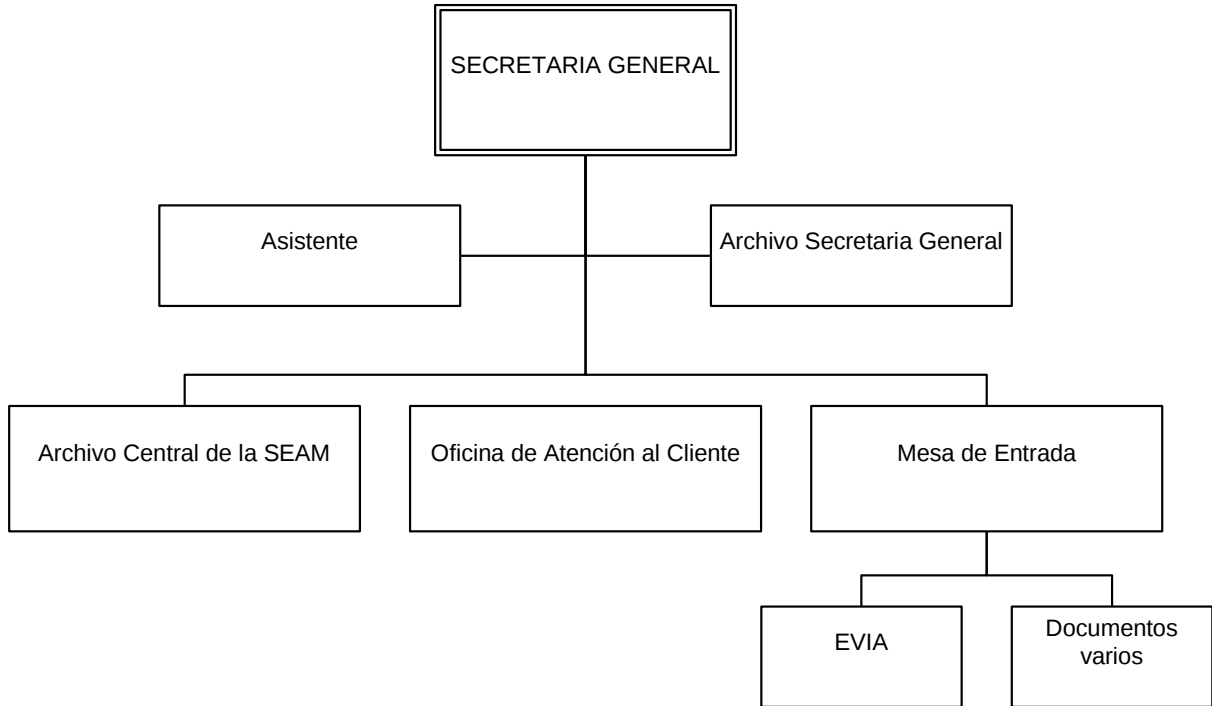 SECRETARIA GENERAL
Asistente
Archivo Secretaria General
Archivo Central de la SEAM
Oficina de Atención al Cliente
Mesa de Entrada
EVIA
Documentos
varios